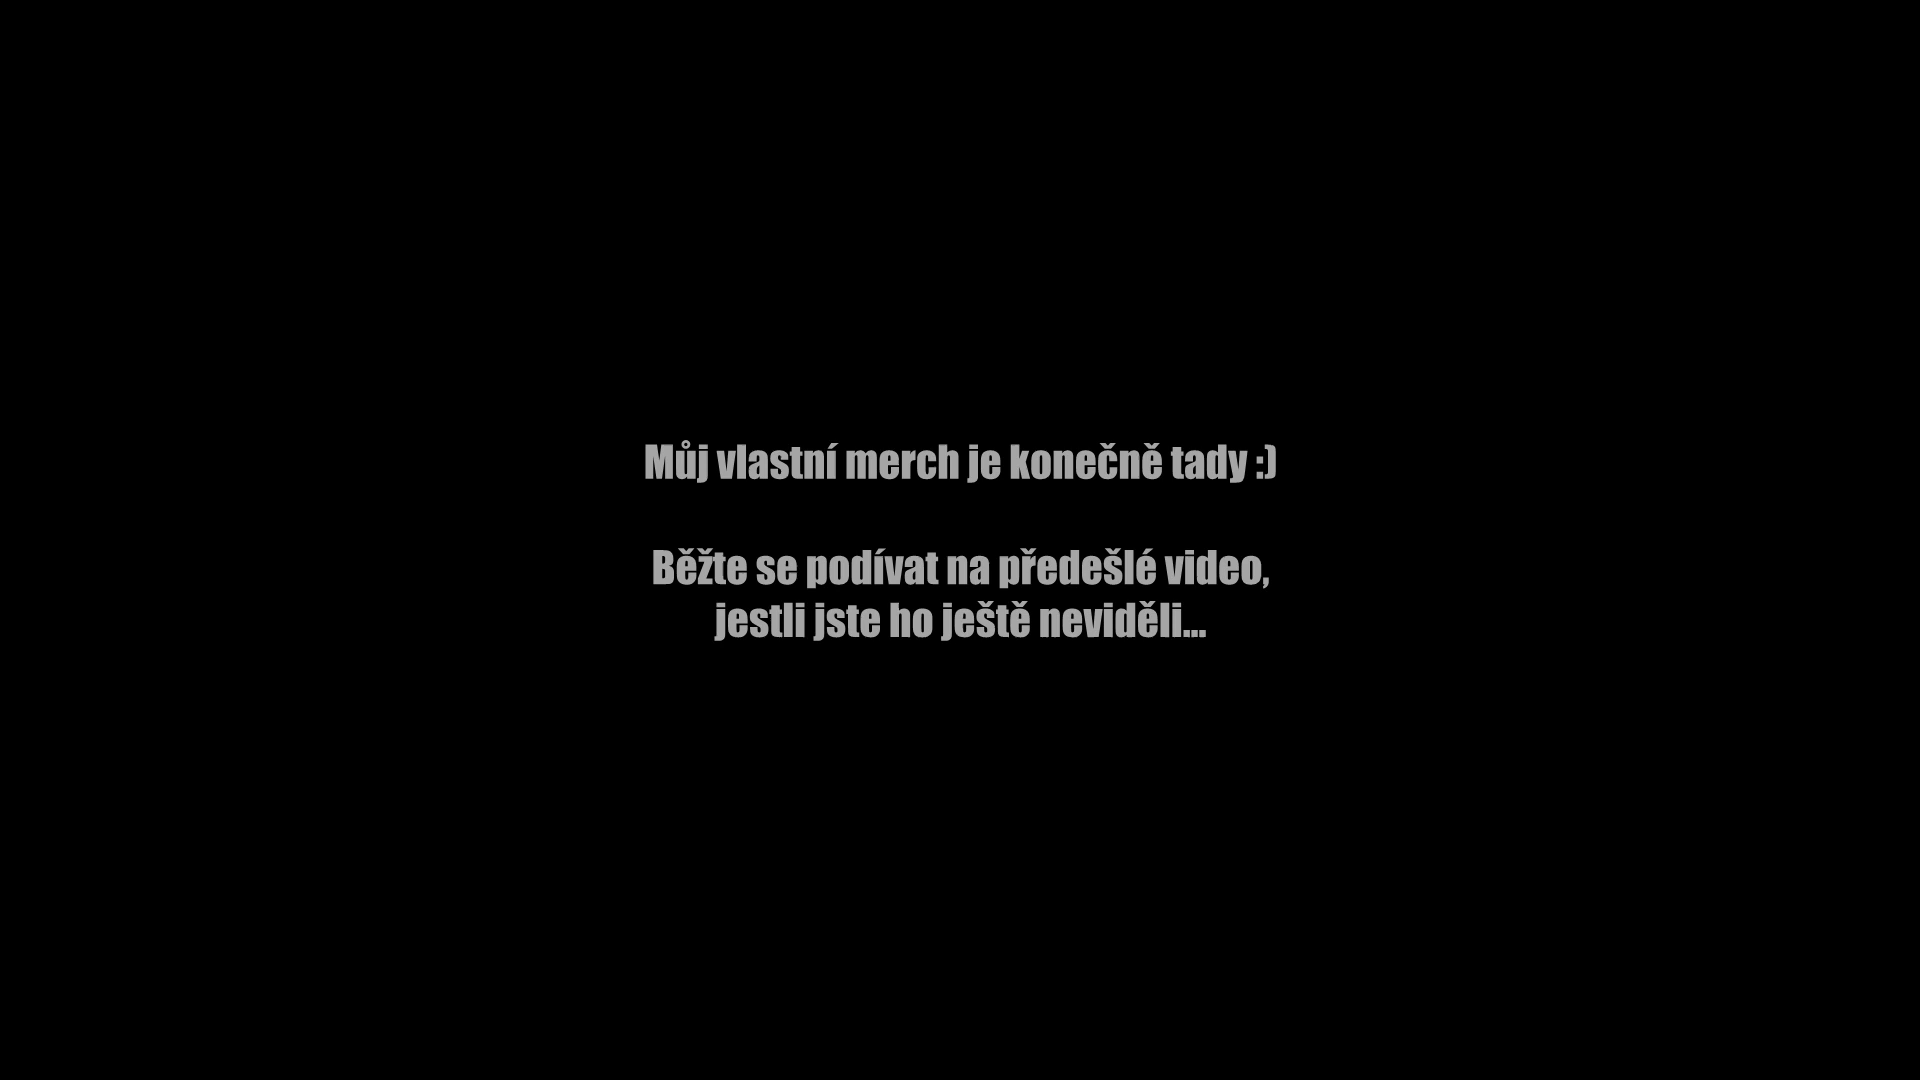 Můj vlastní merch je konečně tady :)
Běžte se podívat na předešlé video,
jestli jste ho ještě neviděli...